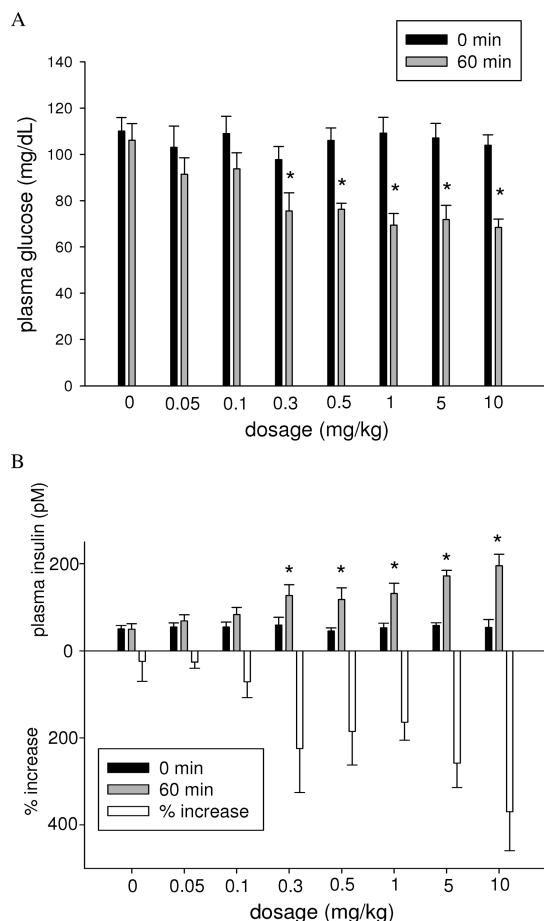 A
0 min
60 min
140
120
100
80
60
40
20
0
plasma glucose (mg/dL)
* * * * *
0 0.05 0.1 0.3 0.5 1 5 10
dosage (mg/kg)
B
plasma insulin (pM)
200
0
* * * * *
% increase
200
400
0 min
60 min
% increase
0 0.05 0.1 0.3 0.5 1 5 10
dosage (mg/kg)